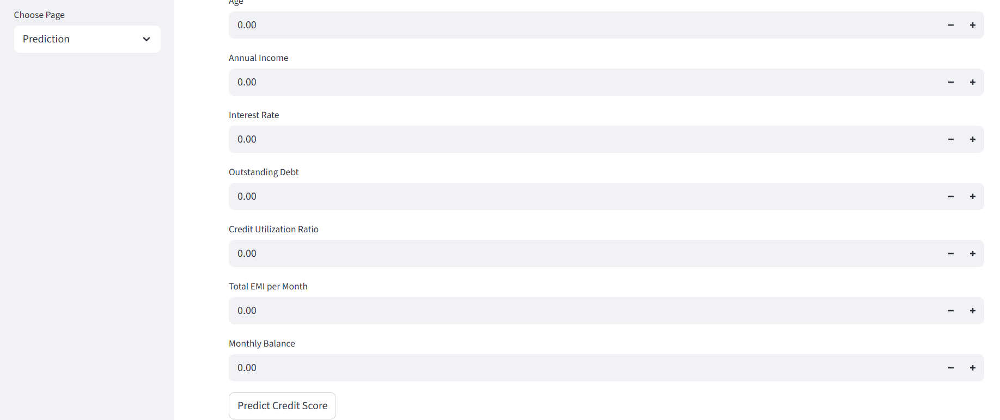 Choose Page
Prediction
Age
0.00
Annual Income
0.00
Interest Rate
0.00
Outstanding Debt
0.00
Credit Utilization Ratio
0.00
Total EMI per Month
0.00
Monthly Balance
0.00
Predict Credit Score